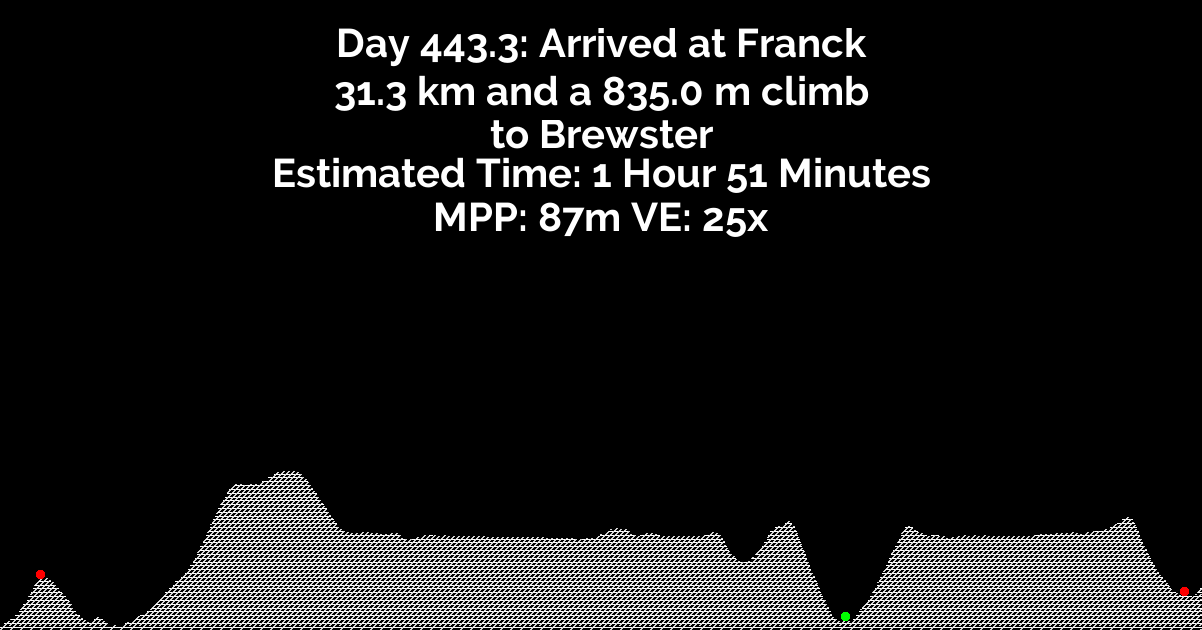 Day 443.3: Arrived at Franck
31.3 km and a 835.0 m climb
to Brewster
Estimated Time: 1 Hour 51 Minutes
MPP: 87m VE: 25x